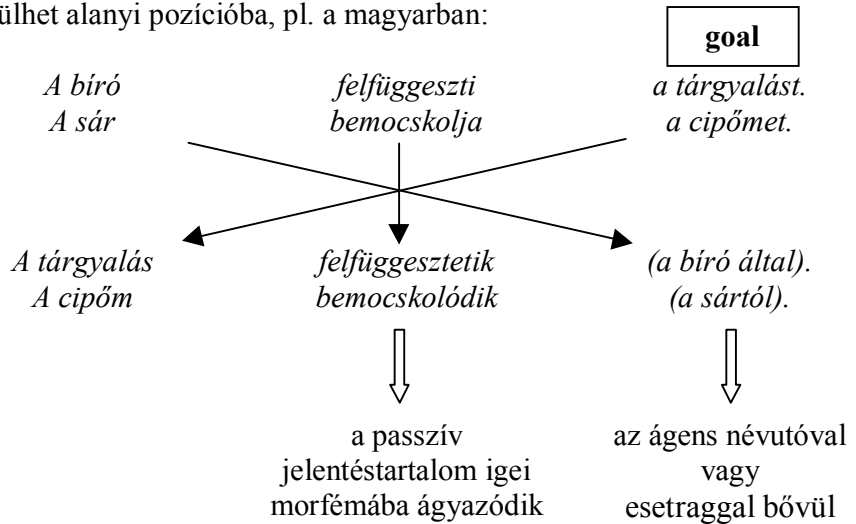 ülhet alanyi pozícióba, pl. a magyarban:
goal
A bíró felfüggeszti a tárgyalást.
A sár bemocskolja a cipőmet.
A tárgyalás felfüggesztetik (a bíró által).
A cipőm bemocskolódik (a sártól).
a passzív az ágens névutóval
jelentéstartalom igei vagy
morfémába ágyazódik esetraggal bővül